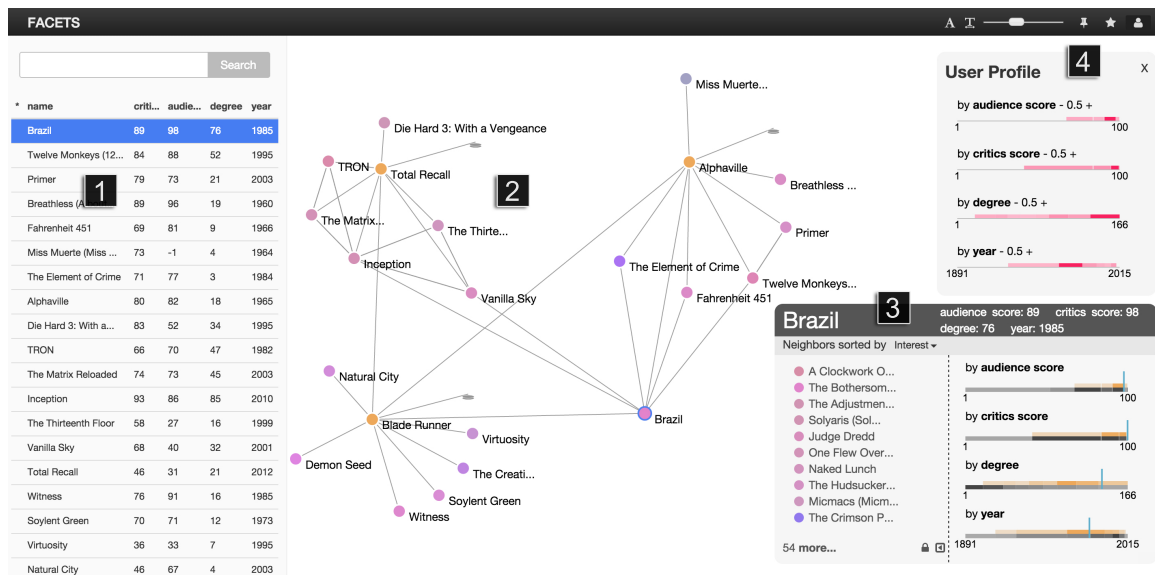 FACETS
A T
Search
* name criti... audie... degree year
Brazil 89 98 76 1985
Twelve Monkeys (12... 84 88 52 1995
Primer 79 73 21 2003
Breathless (A 89 96 19 1960
Fahrenheit 451 69 81 9 1966
Miss Muerte (Miss ... 73 -1 4 1964
The Element of Crime 71 77 3 1984
Alphaville 80 82 18 1965
Die Hard 3: With a... 83 52 34 1995
TRON 66 70 47 1982
The Matrix Reloaded 74 73 45 2003
Inception 93 86 85 2010
The Thirteenth Floor 58 27 16 1999
Vanilla Sky 68 40 32 2001
Total Recall 46 31 21 2012
Witness 76 91 16 1985
Soylent Green 70 71 12 1973
Virtuosity 36 33 7 1995
Natural City 46 67 4 2003
1
2
Die Hard 3: With a Vengeance
TRON
Total Recall
The Matrix...
The Thirte...
Inception
Vanilla Sky
Miss Muerte...
Alphaville
Breathless ...
Primer
The Element of Crime
Twelve Monkeys...
Fahrenheit 451
Natural City
Blade Runner
Brazil
Virtuosity
Demon Seed
The Creati...
Soylent Green
Witness
4
User Profile X
by audience score - 0.5 +
1 100
by critics score - 0.5 +
1 100
by degree - 0.5 +
1 166
by year - 0.5 +
1891 2015
3
Brazil
audience score: 89 critics score: 98
degree: 76 year: 1985
Neighbors sorted by Interest
A Clockwork O...
The Bothersom...
The Adjustmen...
Solyaris (Sol...
Judge Dredd
One Flew Over...
Naked Lunch
The Hudsucker...
Micmacs (Micm...
The Crimson P...
54 more...
by audience score
1 100
by critics score
1 100
by degree
1 166
by year
1891 2015